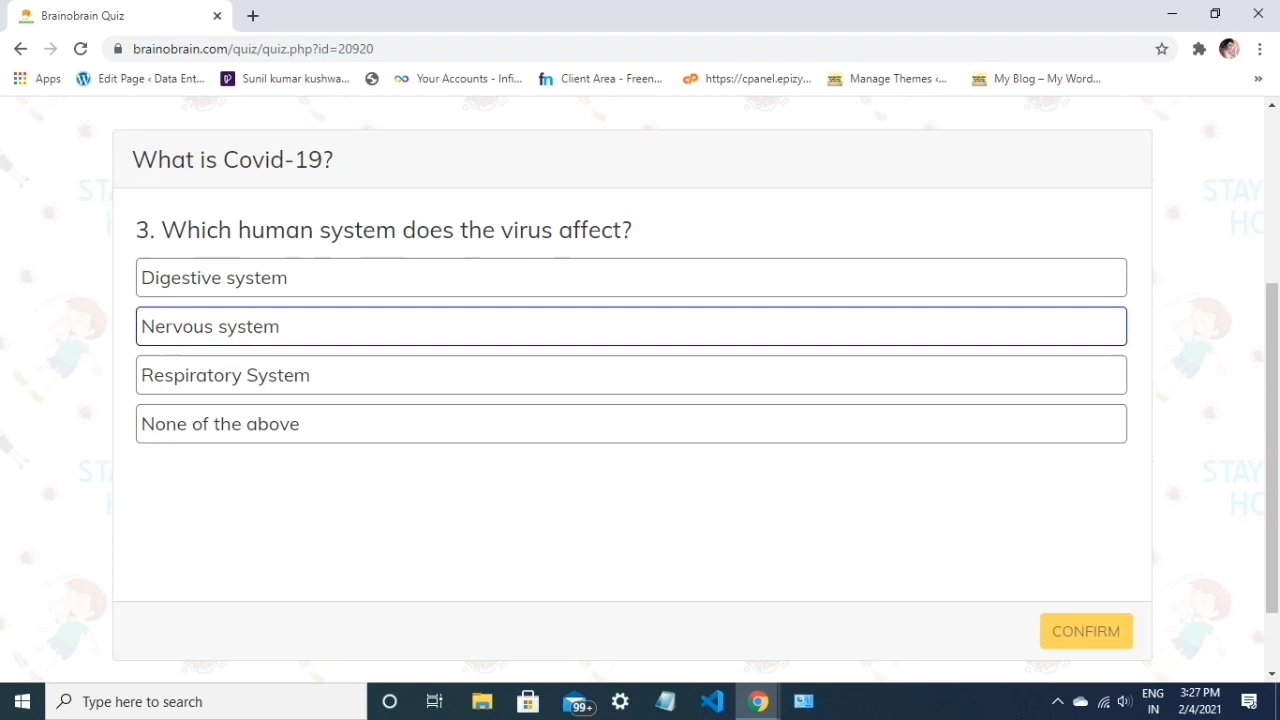 Brainobrain Quiz
brainobrain.com/quiz/quiz.php?id=20920
Apps
Edit Page ‹ Data Ent...
Sunil kumar kushwa...
Your Accounts - Infi...
Client Area - Freen...
https://cpanel.epizy...
Manage Themes ‹...
My Blog – My Word...
What is Covid-19?
3. Which human system does the virus affect?
Digestive system
Nervous system
Respiratory System
None of the above
CONFIRM
STAY
Type here to search
99+
ENG
IN
3:27 PM
2/4/2021